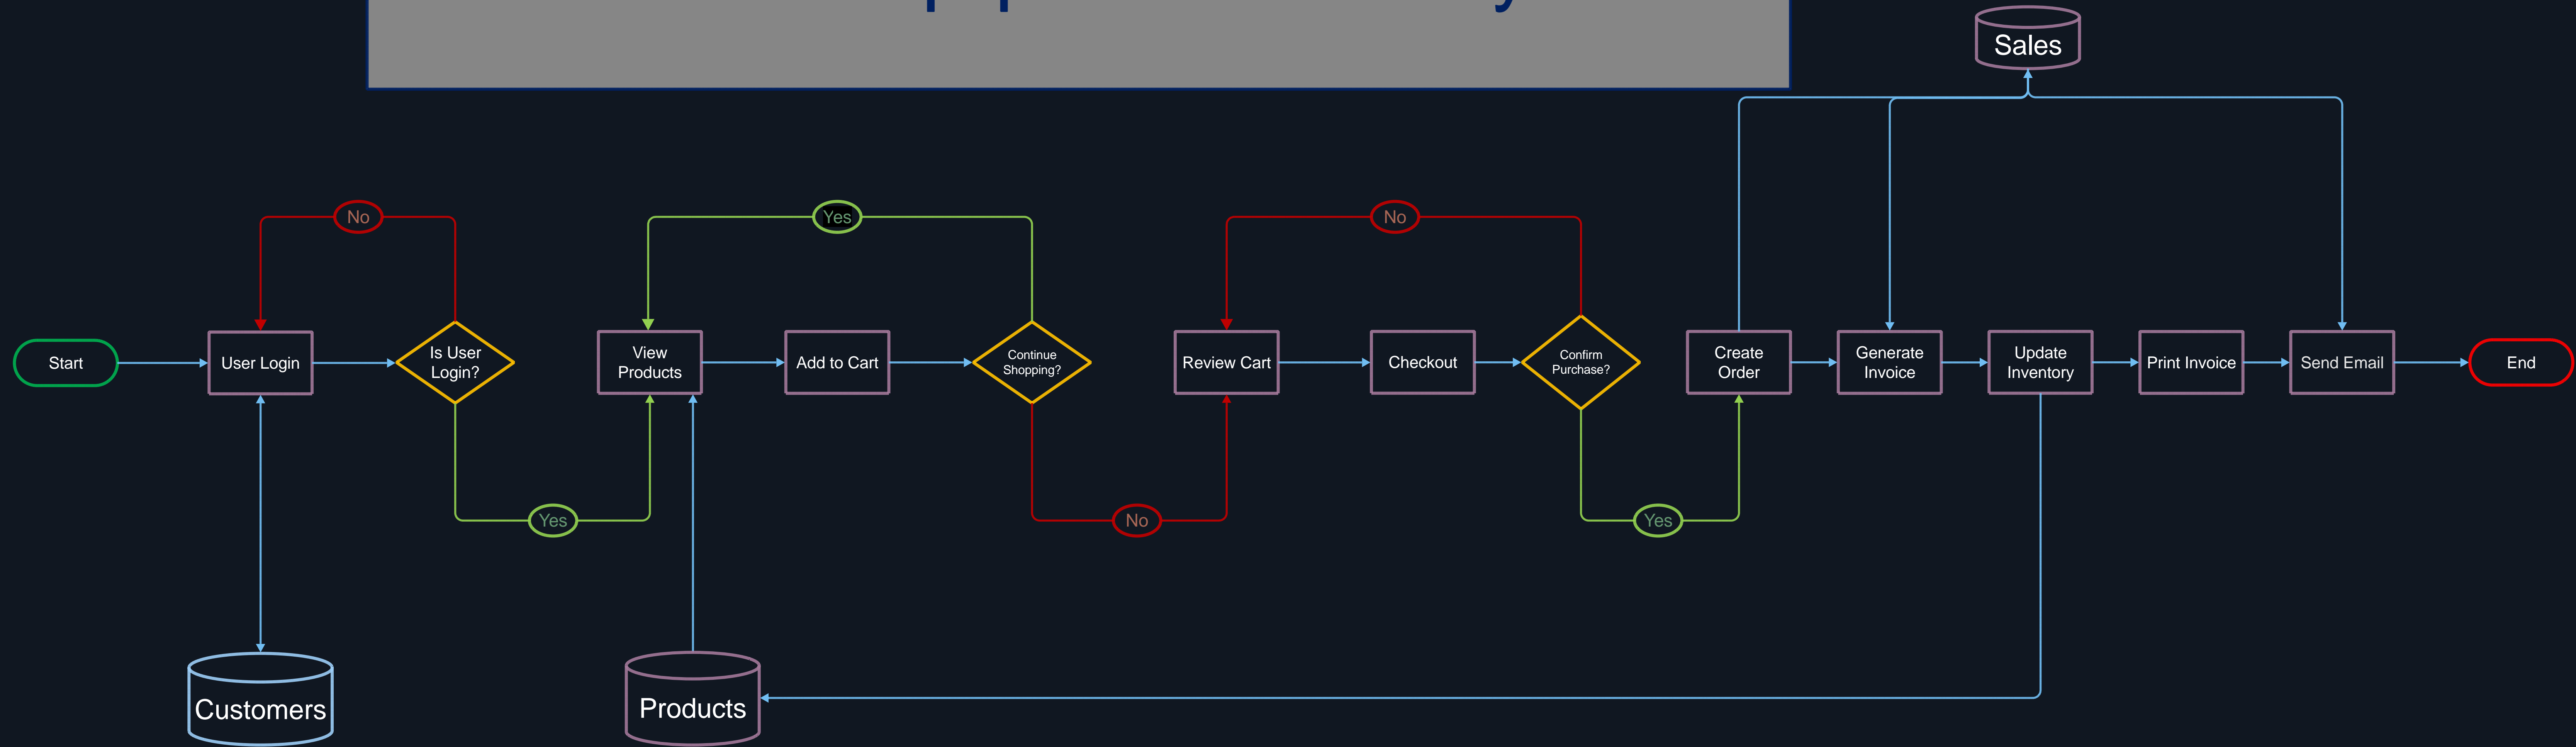 Sales
No
Yes
No
Start
User Login
Is User
Login?
View
Products
Add to Cart
Continue
Shopping?
Review Cart
Checkout
Confirm
Purchase?
Create
Order
Generate
Invoice
Update
Inventory
Print Invoice
Send Email
End
Yes
No
Yes
Customers
Products